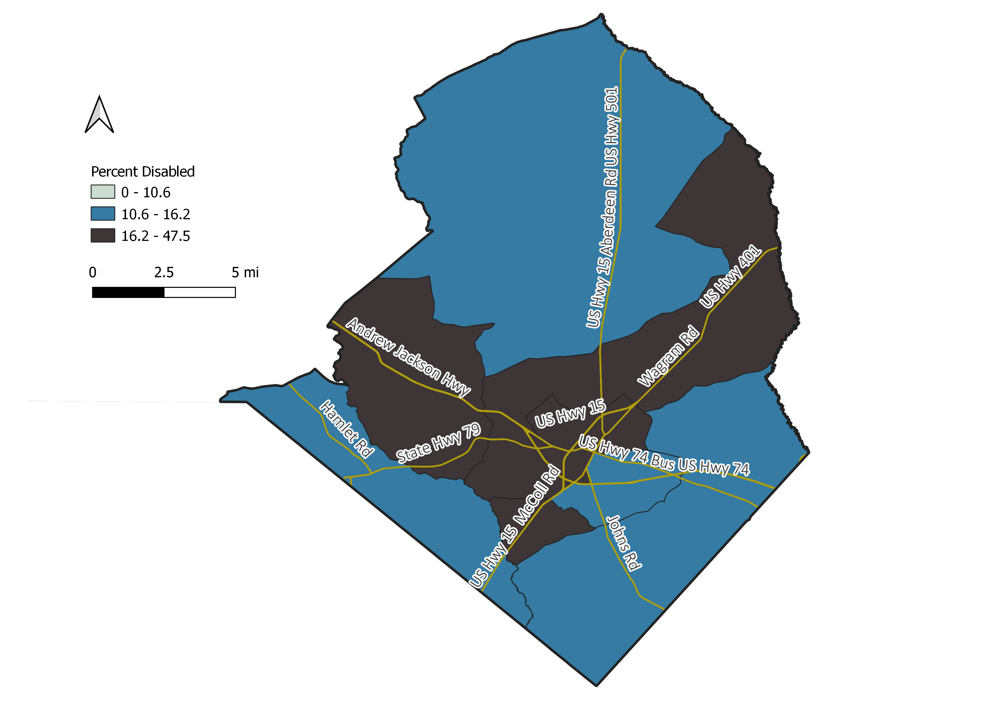 Percent Disabled
0 - 10.6
10.6 - 16.2
16.2 - 47.5
0 2.5 5 mi
US Hwy 15 Aberdeen Rd US Hwy 501
US Hwy 401
Wagram Rd
Andrew Jackson Hwy
US Hwy 15
Hamlet Rd
State Hwy 79
US Hwy 74 Bus US Hwy 74
US Hwy 15 McColl Rd
Johns Rd